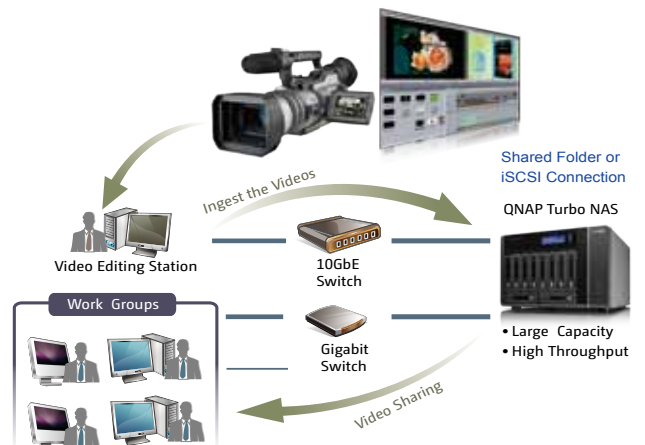 Shared Folder or
iSCSI Connection
Ingest the Videos
QNAP Turbo NAS
Video Editing Station
10GbE
Switch
Work Groups
Gigabit
Switch
• Large Capacity
• High Throughput
Video Sharing